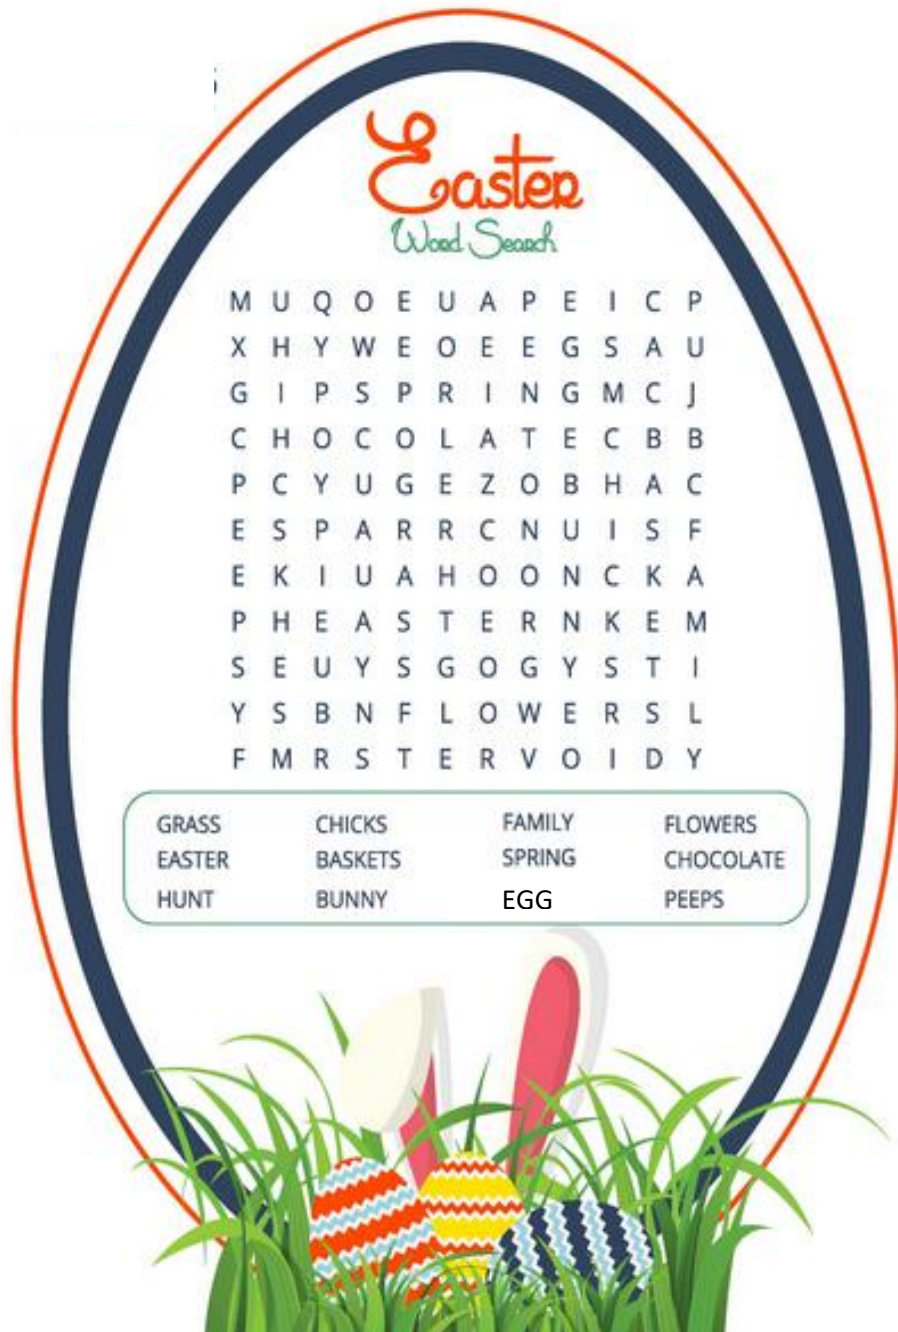 Easter
Word Search
M U Q O E U A P E I C P
X H Y W E O E E G S A U
G I P S P R I N G M C J
C H O C O L A T E C B B
P C Y U G E Z O B H A C
E S P A R R C N U I S F
E K I U A H O O N C K A
P H E A S T E R N K E M
S E U Y S G O G Y S T I
Y S B N F L O W E R S L
F M R S T E R V O I D Y
GRASS CHICKS FAMILY FLOWERS
EASTER BASKETS SPRING CHOCOLATE
HUNT BUNNY EGG PEEPS